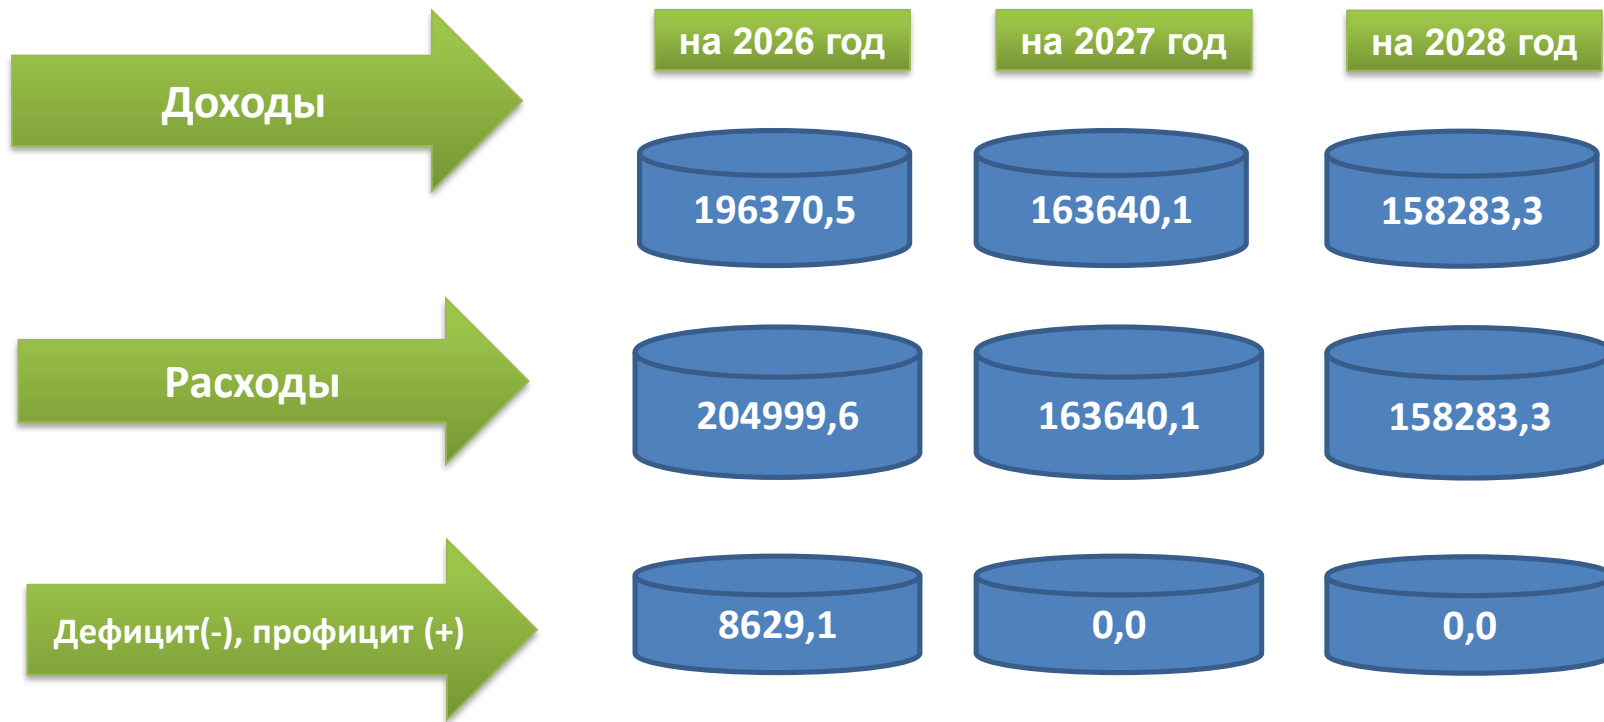 на 2026 год
на 2027 год
на 2028 год
Доходы
196370,5
163640,1
158283,3
Расходы
204999,6
163640,1
158283,3
Дефицит(-), профицит (+)
8629,1
0,0
0,0